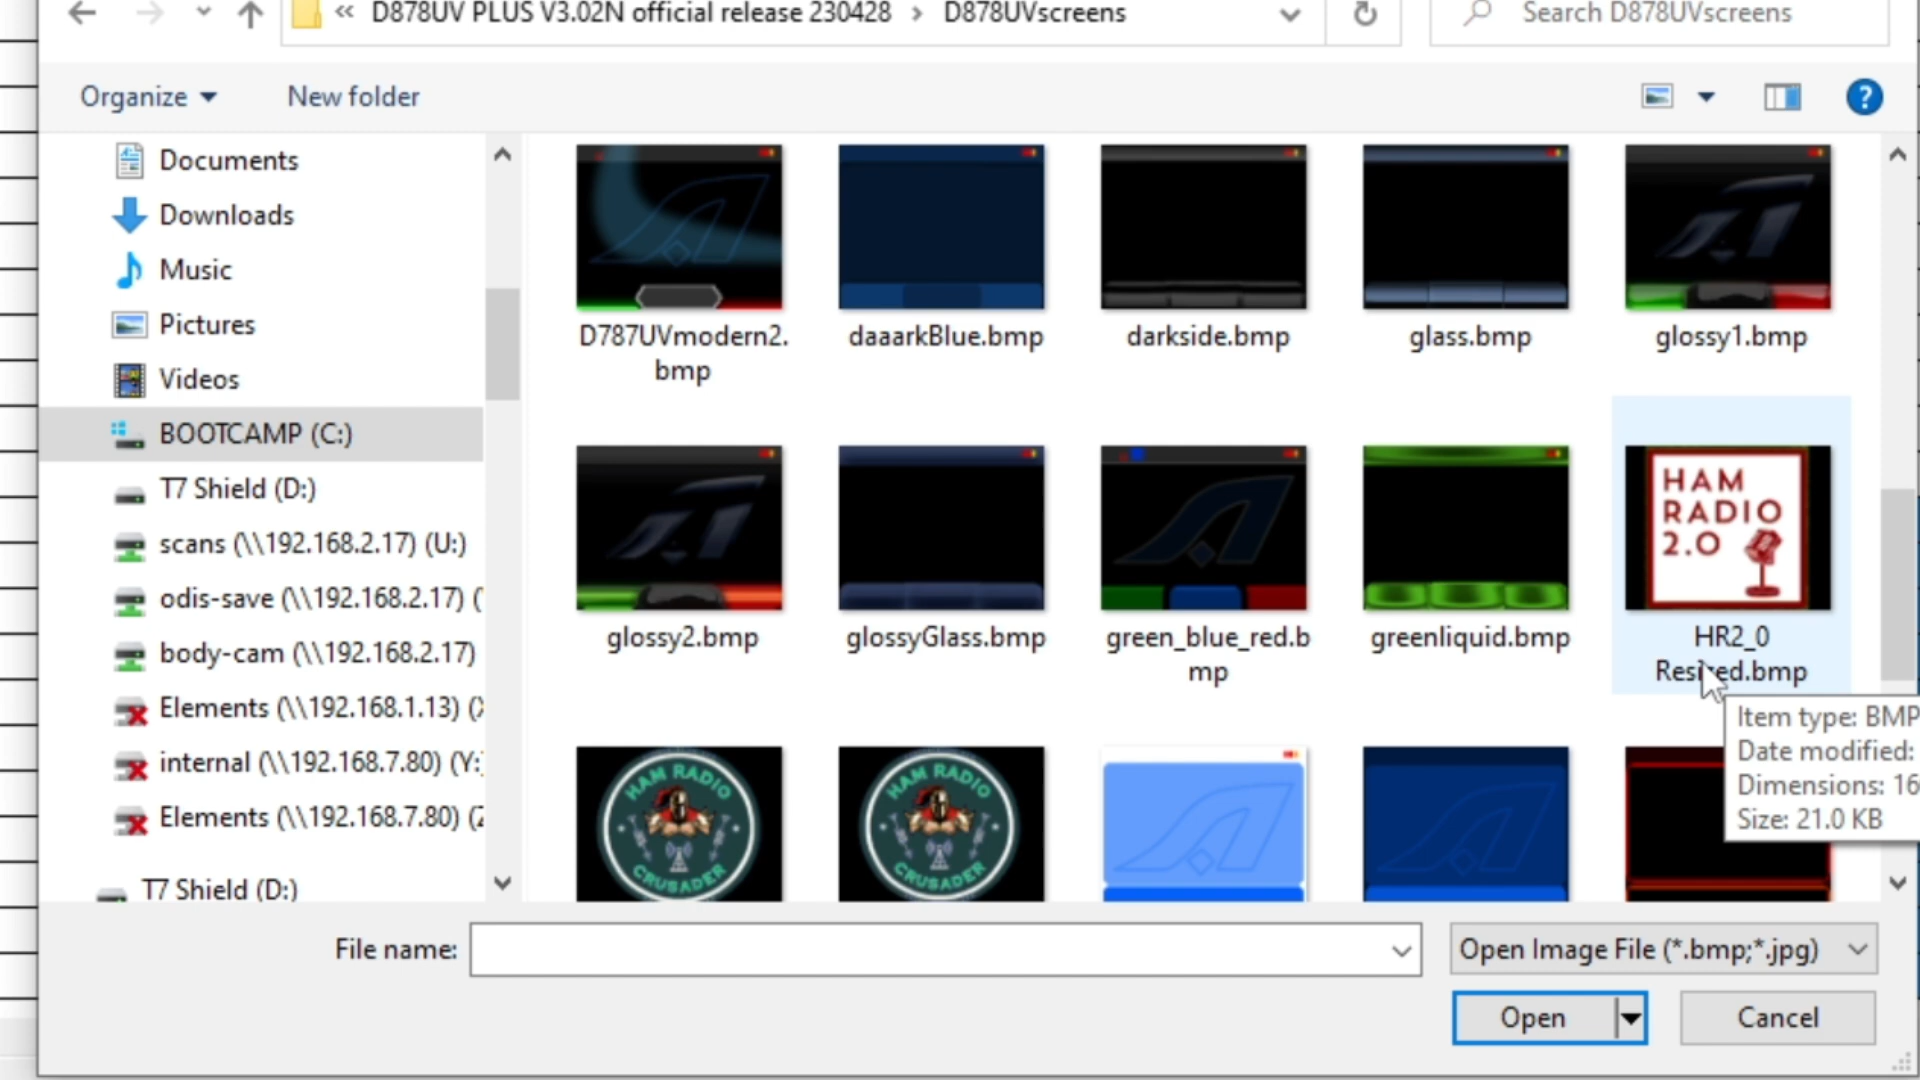 « D878UV PLUS V3.02N official release 230428 › D878UVscreens
Search D878UVscreens
Organize
New folder
?
Documents
Downloads
Music
Pictures
Videos
BOOTCAMP (C:)
T7 Shield (D:)
scans (\\192.168.2.17) (U:)
odis-save (\\192.168.2.17) (
body-cam (\\192.168.2.17)
Elements (\\192.168.1.13) (
internal (\\192.168.7.80) (Y:
Elements (\\192.168.7.80) (Z
T7 Shield (D:)
D787UVmodern2.
bmp
daaarkBlue.bmp
darkside.bmp
glass.bmp
glossy1.bmp
glossy2.bmp
glossyGlass.bmp
green_blue_red.b
mp
greenliquid.bmp
HAM
RADIO
2.0
HR2_0
Resized.bmp
HAM RADIO
CRUSADER
HAM RADIO
CRUSADER
Item type: BMP
Date modified:
Dimensions: 16
Size: 21.0 KB
File name:
Open Image File (*.bmp;*.jpg)
Open
Cancel